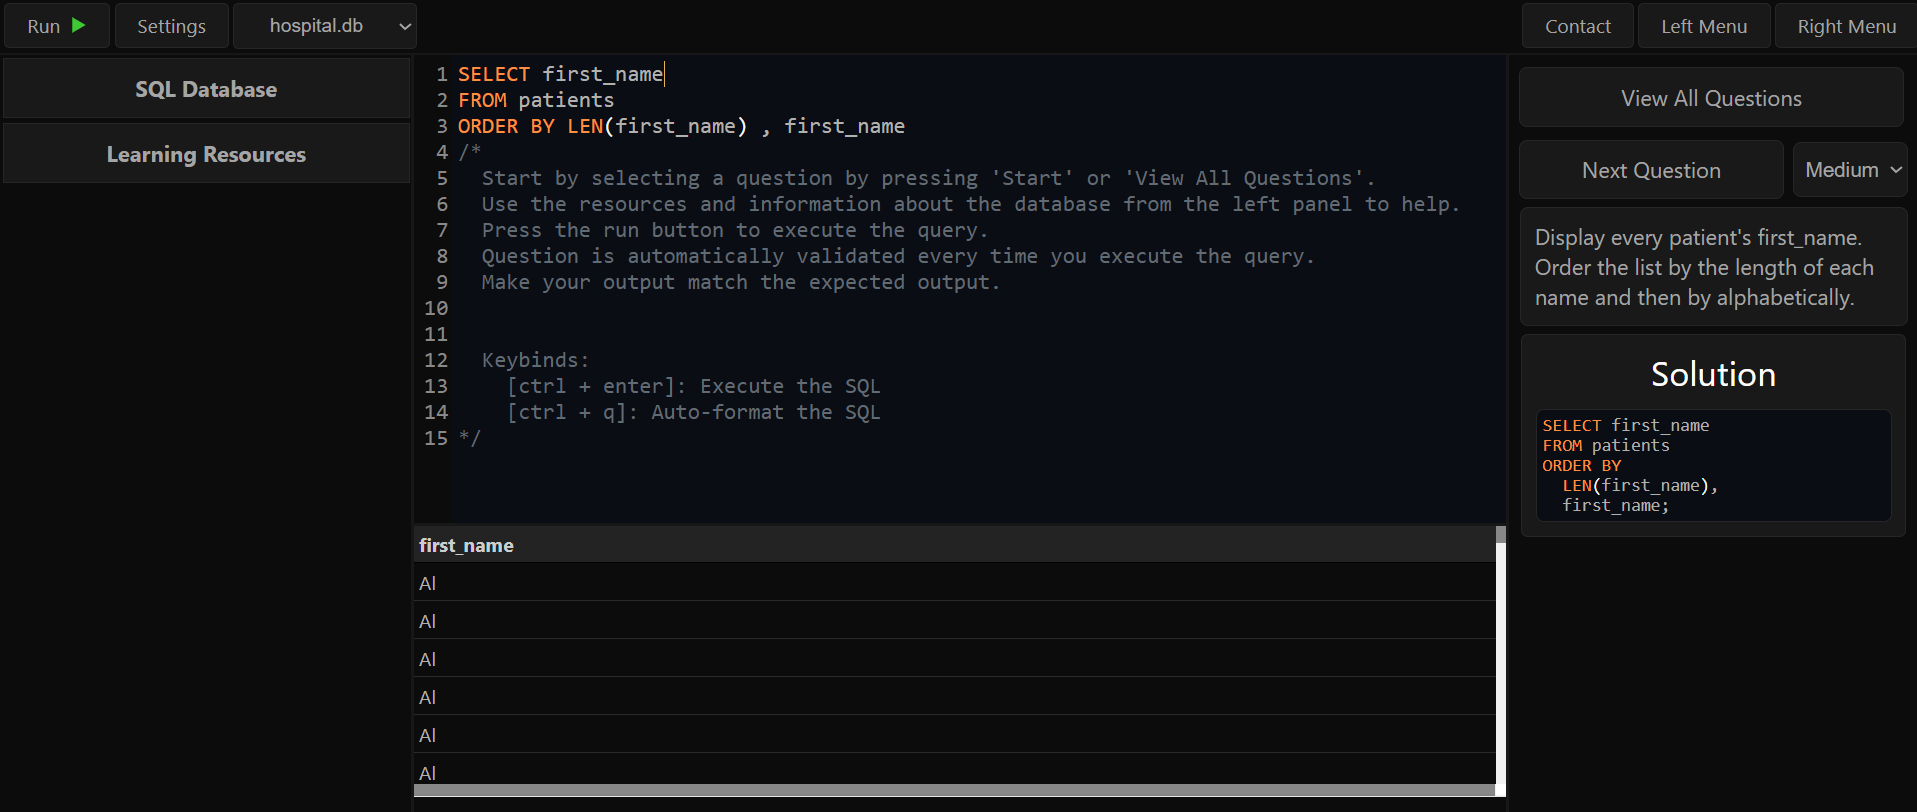 Run
Settings
hospital.db
Contact
Left Menu
Right Menu
SQL Database
Learning Resources
1 SELECT first_name
2 FROM patients
3 ORDER BY LEN(first_name) , first_name
4 /*
5 Start by selecting a question by pressing 'Start' or 'View All Questions'.
6 Use the resources and information about the database from the left panel to help.
7 Press the run button to execute the query.
8 Question is automatically validated every time you execute the query.
9 Make your output match the expected output.
10
11
12 Keybinds:
13 [ctrl + enter]: Execute the SQL
14 [ctrl + q]: Auto-format the SQL
15 */
first_name
Al
Al
Al
Al
Al
Al
View All Questions
Next Question
Medium
Display every patient's first_name.
Order the list by the length of each
name and then by alphabetically.
Solution
SELECT first_name
FROM patients
ORDER BY
LEN(first_name),
first_name;